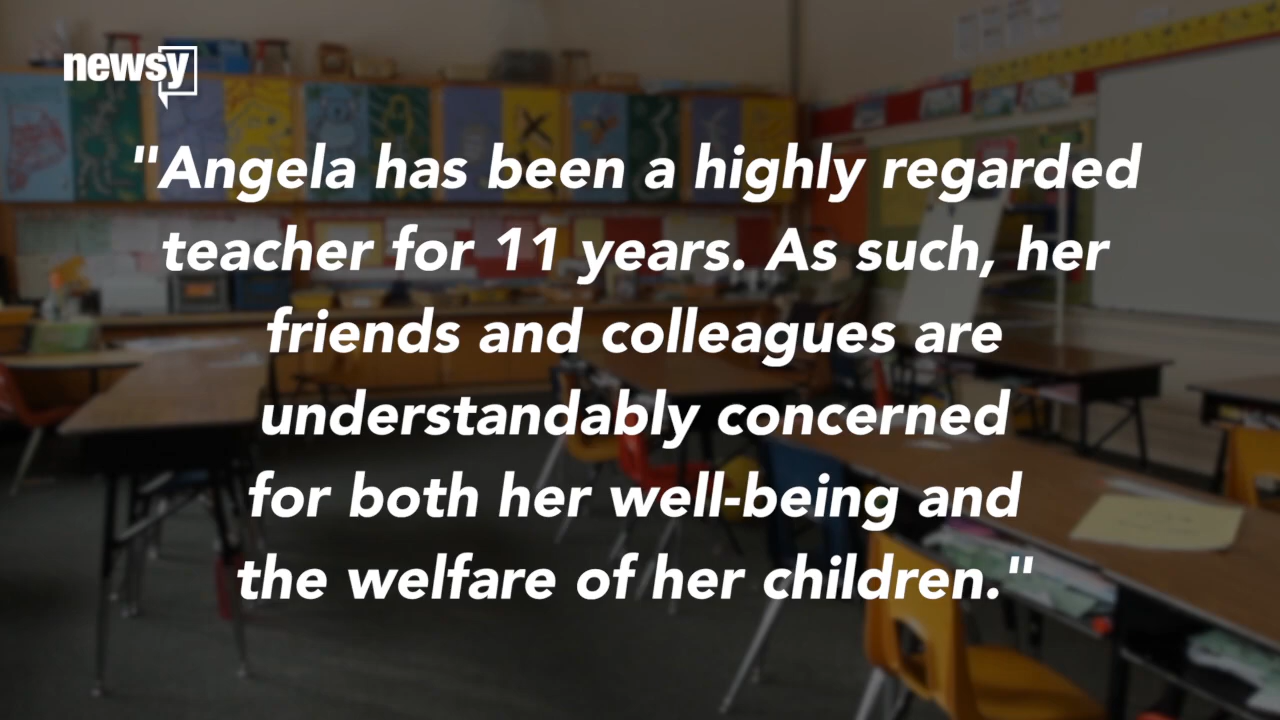 newsy
"Angela has been a highly regarded
teacher for 11 years. As such, her
friends and colleagues are
understandably concerned
for both her well-being and
the welfare of her children."